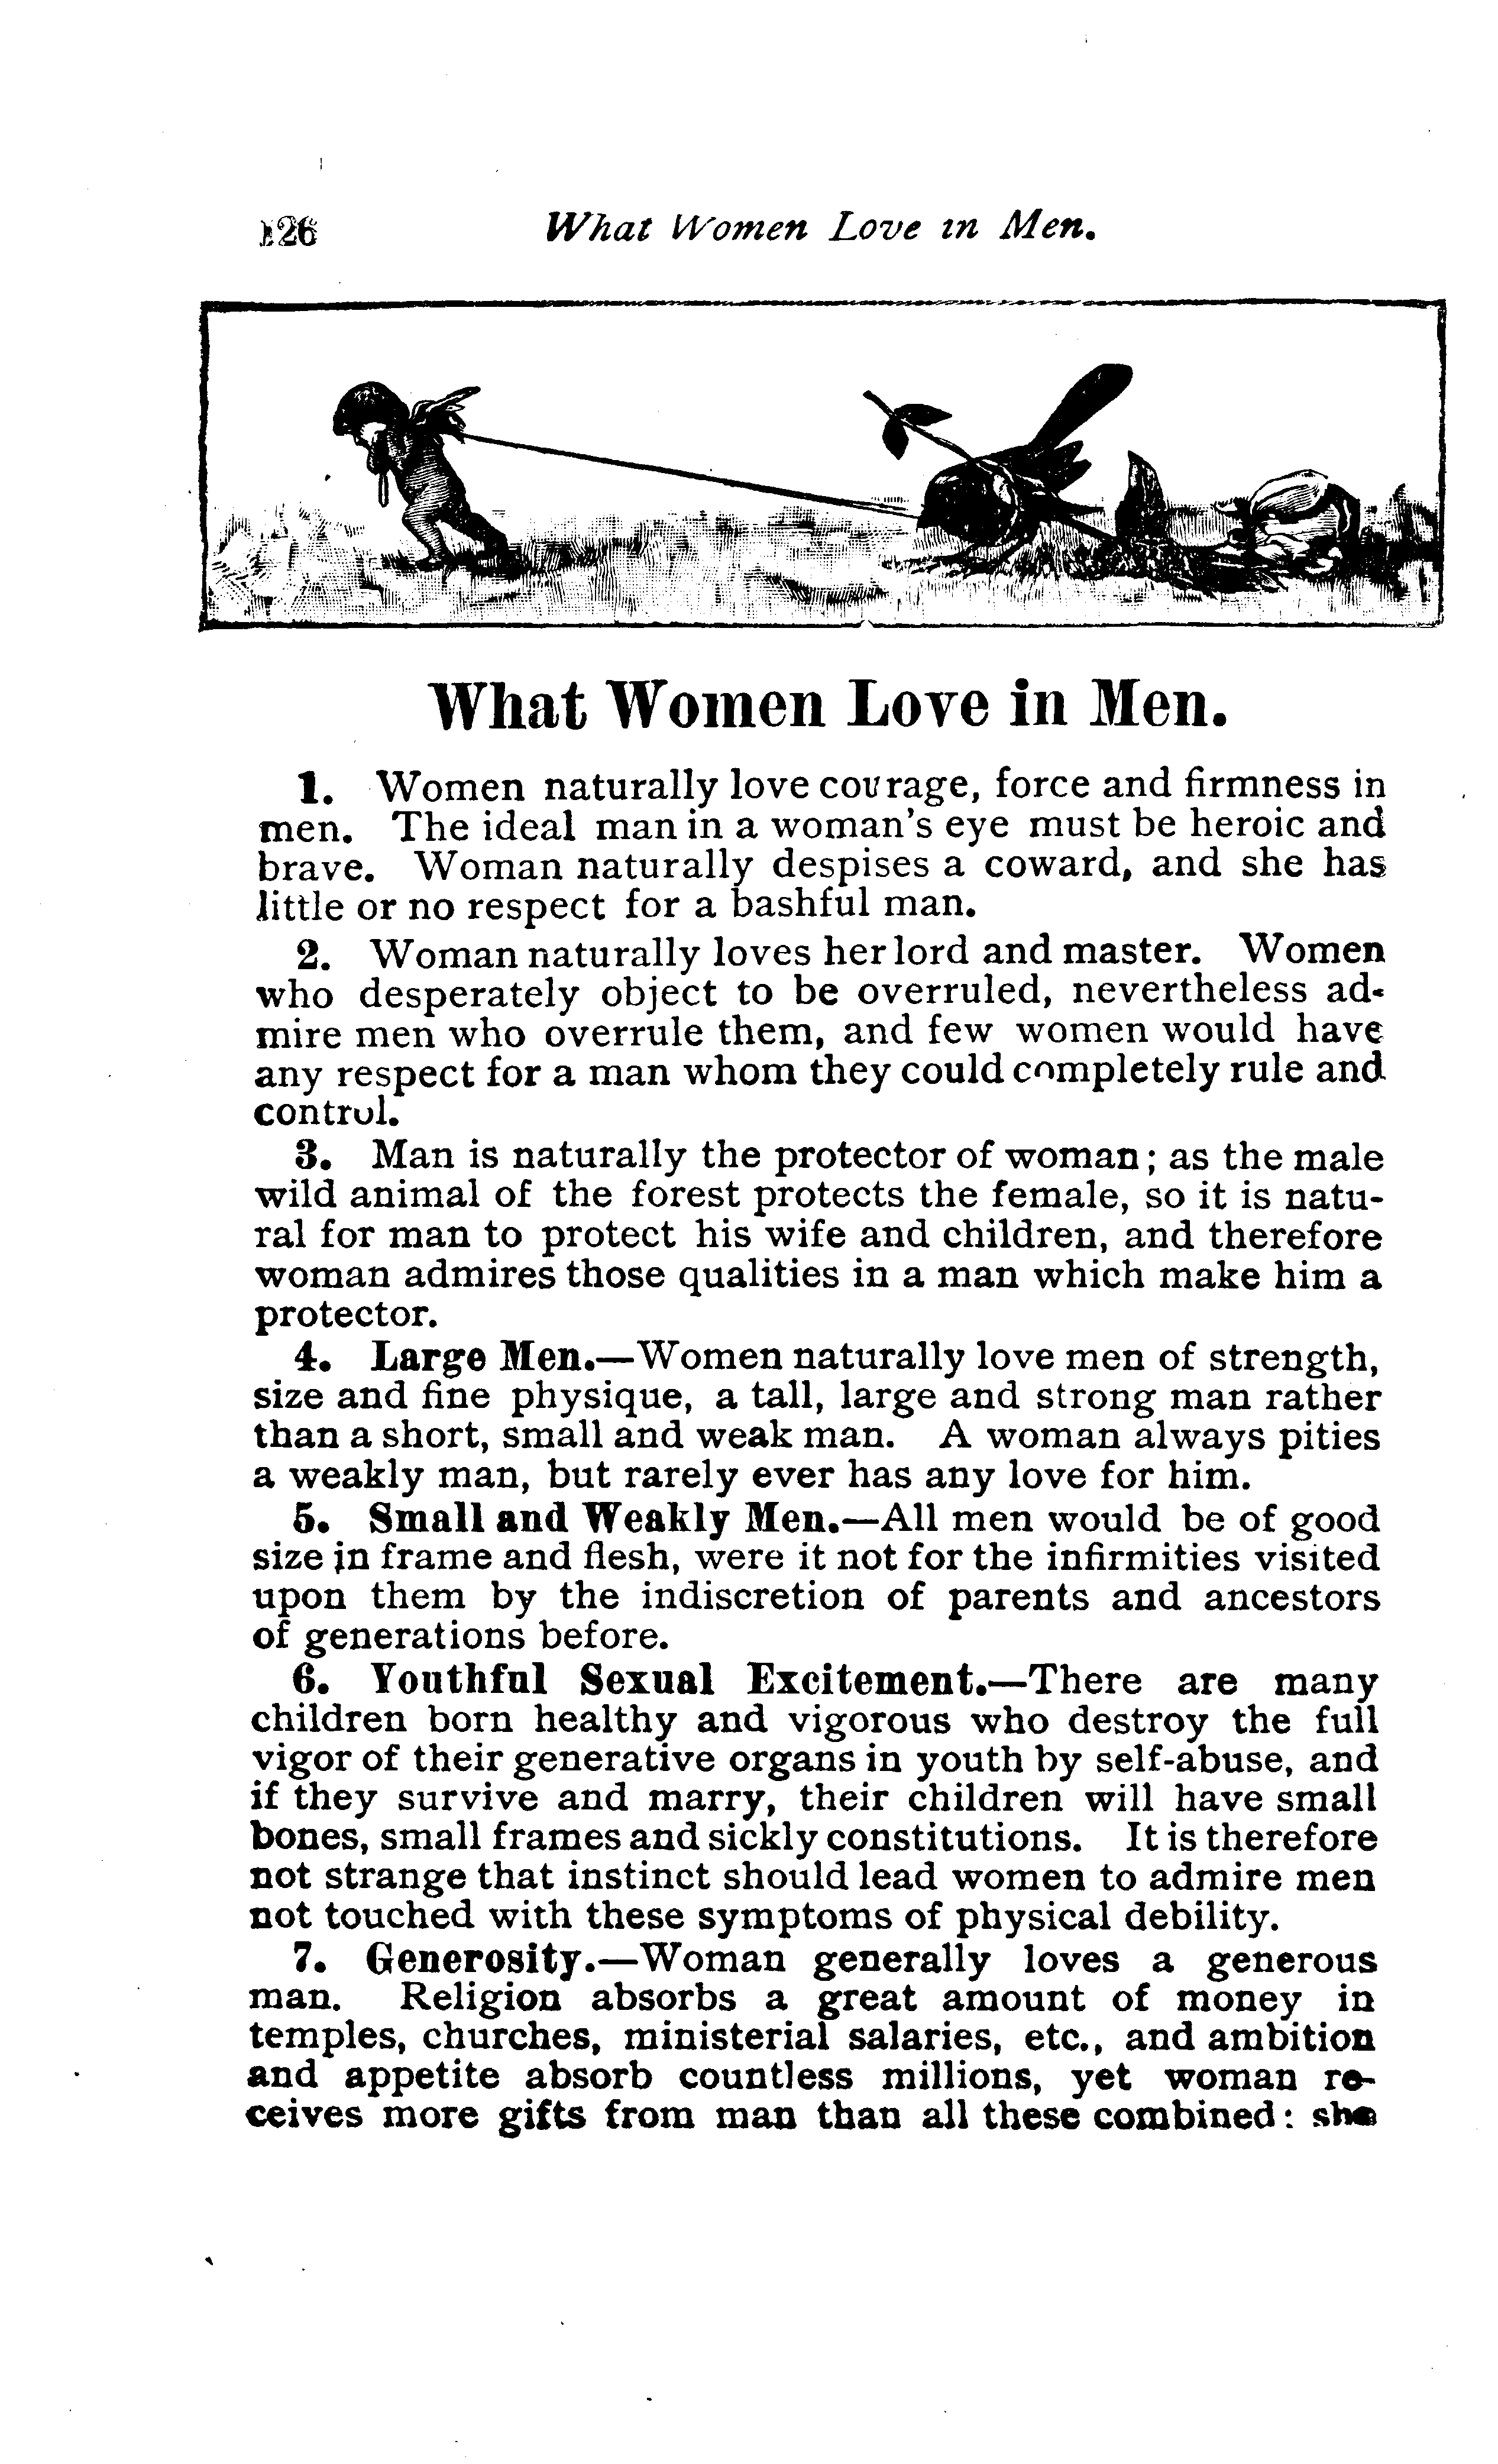 126 What Women Love in Men.
What Women Love in Men.
1. Women naturally love courage, force and firmness in
men. The ideal man in a woman's eye must be heroic and
brave. Woman naturally despises a coward, and she has
little or no respect for a bashful man.
2. Woman naturally loves her lord and master. Women
who desperately object to be overruled, nevertheless ad-
mire men who overrule them, and few women would have
any respect for a man whom they could completely rule and
control.
3. Man is naturally the protector of woman; as the male
wild animal of the forest protects the female, so it is natu-
ral for man to protect his wife and children, and therefore
woman admires those qualities in a man which make him a
protector.
4. Large Men.—Women naturally love men of strength,
size and fine physique, a tall, large and strong man rather
than a short, small and weak man. A woman always pities
a weakly man, but rarely ever has any love for him.
5. Small and Weakly Men.—All men would be of good
size in frame and flesh, were it not for the infirmities visited
upon them by the indiscretion of parents and ancestors
of generations before.
6. Youthful Sexual Excitement.—There are many
children born healthy and vigorous who destroy the full
vigor of their generative organs in youth by self-abuse, and
if they survive and marry, their children will have small
bones, small frames and sickly constitutions. It is therefore
not strange that instinct should lead women to admire men
not touched with these symptoms of physical debility.
7. Generosity.—Woman generally loves a generous
man. Religion absorbs a great amount of money in
temples, churches, ministerial salaries, etc., and ambition
and appetite absorb countless millions, yet woman re-
ceives more gifts from man than all these combined: she